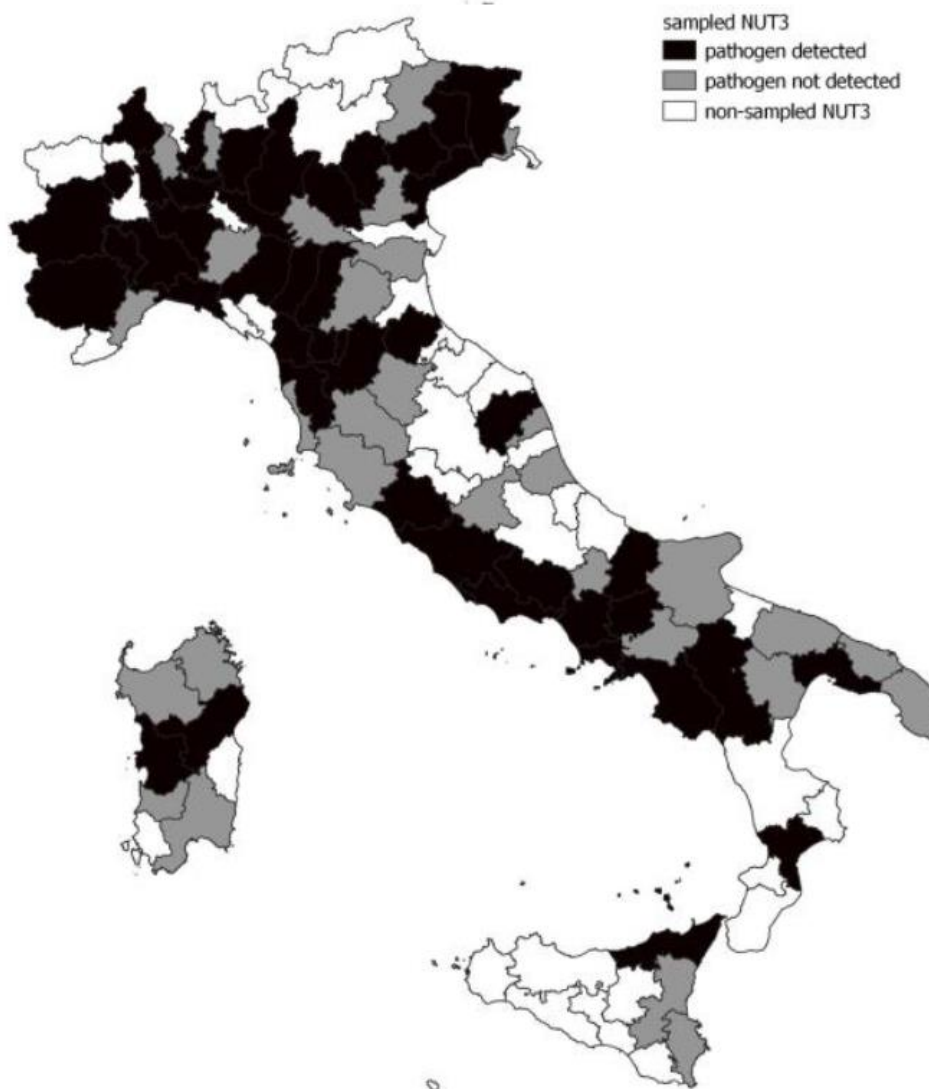 sampled NUT3
pathogen detected
pathogen not detected
non-sampled NUT3